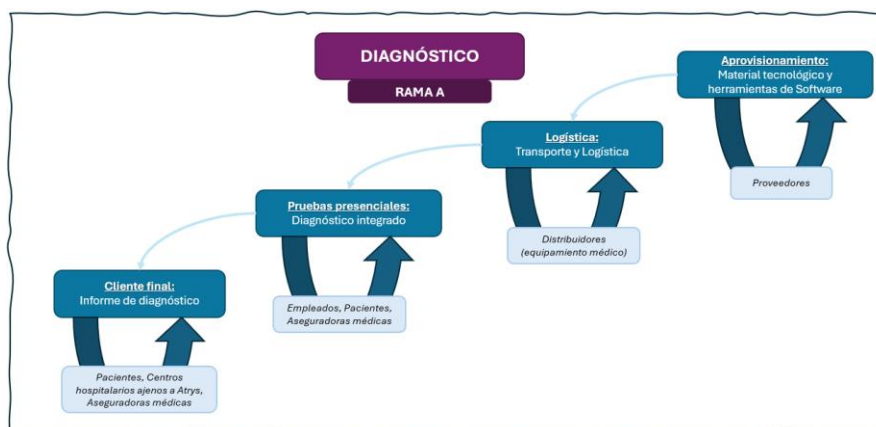 DIAGNÓSTICO
RAMA A
Aprovisionamiento:
Material tecnológico y
herramientas de Software
Proveedores
Logística:
Transporte y Logística
Distribuidores
(equipamiento médico)
Pruebas presenciales:
Diagnóstico integrado
Empleados, Pacientes,
Aseguradoras médicas
Cliente final:
Informe de diagnóstico
Pacientes, Centros
hospitalarios ajenos a Atrys,
Aseguradoras médicas